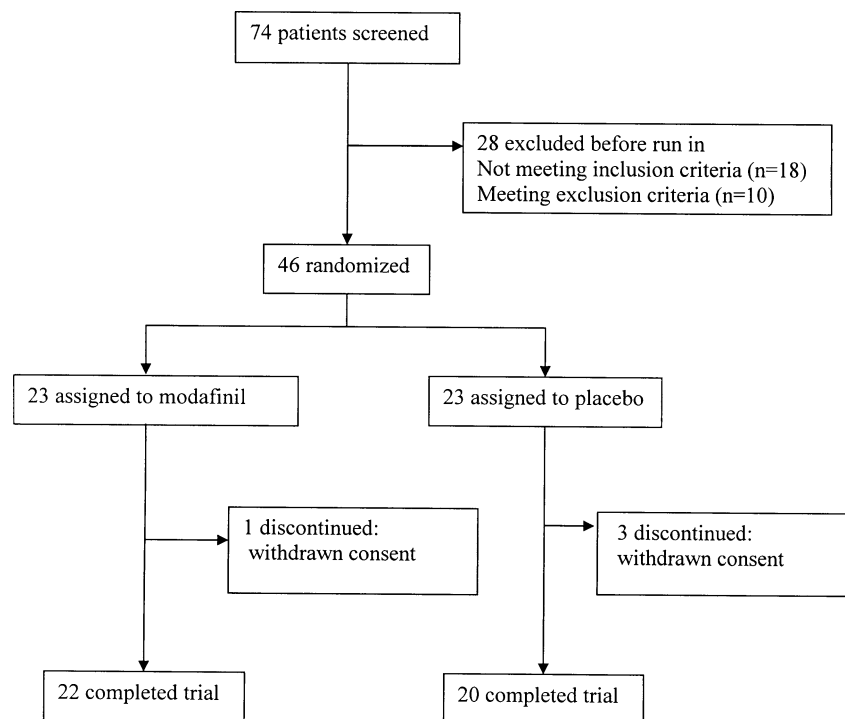 74 patients screened
28 excluded before run in
Not meeting inclusion criteria (n=18)
Meeting exclusion criteria (n=10)
46 randomized
23 assigned to modafinil
23 assigned to placebo
1 discontinued:
withdrawn consent
3 discontinued:
withdrawn consent
22 completed trial
20 completed trial